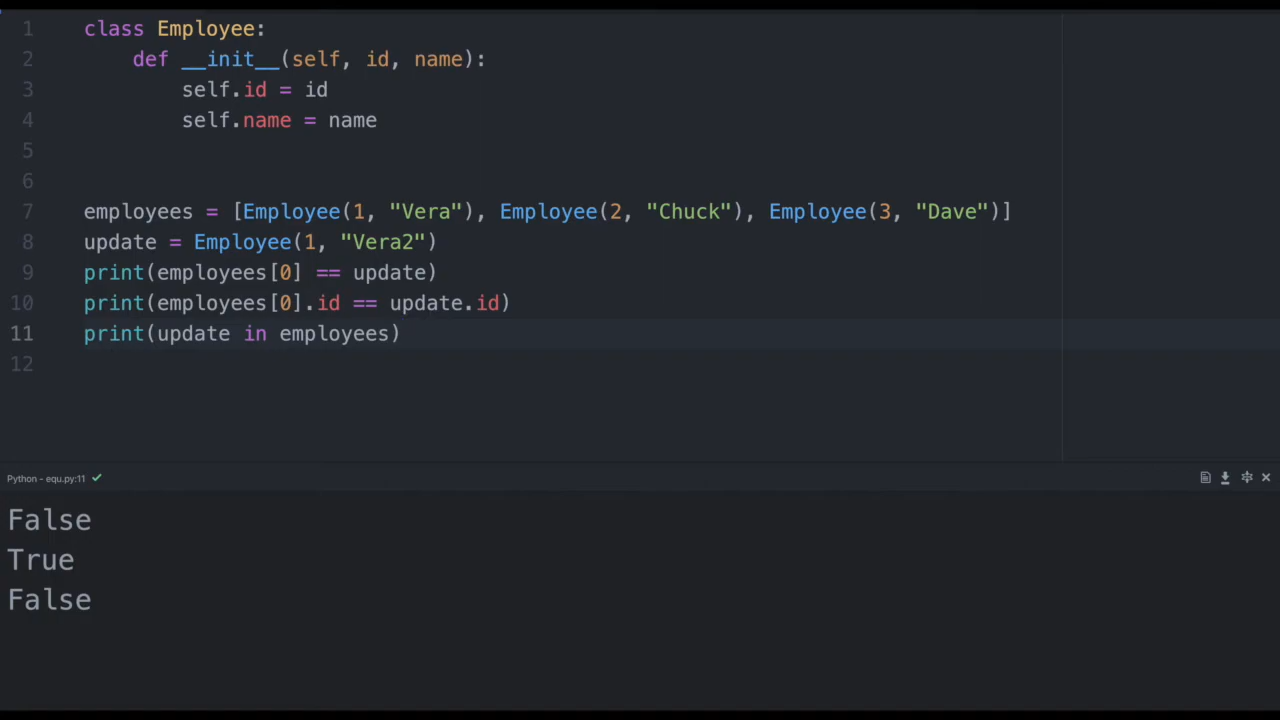 1 class Employee:
2 def __init__(self, id, name):
3 self.id = id
4 self.name = name
5
6
7 employees = [Employee(1, "Vera"), Employee(2, "Chuck"), Employee(3, "Dave")]
8 update = Employee(1, "Vera2")
9 print(employees[0] == update)
10 print(employees[0].id == update.id)
11 print(update in employees)
12
Python - equ.py:11
False
True
False